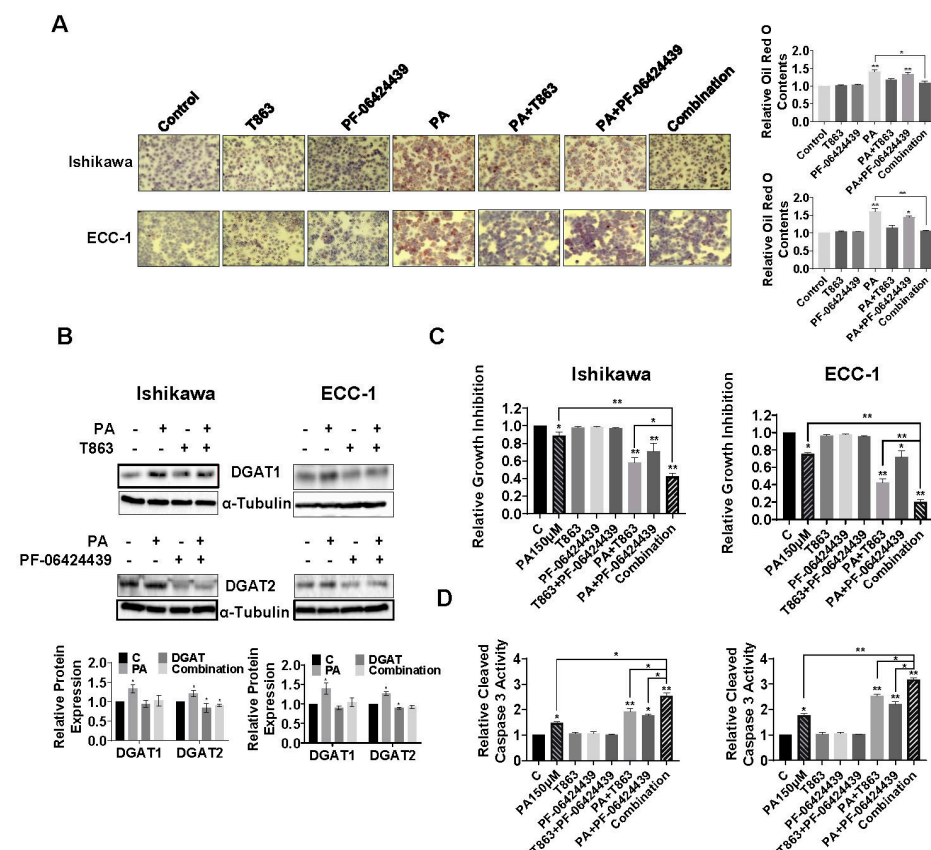 A
Control
T863
PF-06424439
PA
PA+T863
PA+PF-06424439
Combination
Ishikawa
ECC-1
Relative Oil Red O
Contents
2.0
1.5
1.0
0.5
0.0
**
**
*
Control
T863
PF-06424439
PA
PA+T863
PA+PF-06424439
Combination
Relative Oil Red O
Contents
2.0
1.5
1.0
0.5
0.0
**
*
**
Control
T863
PF-06424439
PA
PA+T863
PA+PF-06424439
Combination
B
Ishikawa
ECC-1
PA - + - + - + - +
T863 - - + + - - + +
DGAT1
α-Tubulin
PA - + - + - + - +
PF-06424439 - - + + - - + +
DGAT2
α-Tubulin
Relative Protein
Expression
2.0
1.5
1.0
0.5
0.0
C
DGAT
PA
Combination
*
*
*
*
DGAT1
DGAT2
Relative Protein
Expression
2.0
1.5
1.0
0.5
0.0
C
DGAT
PA
Combination
*
*
*
DGAT1
DGAT2
C
Ishikawa
Relative Growth Inhibition
1.2
1.0
0.8
0.6
0.4
0.2
0.0
**
*
*
**
**
**
C
PA150μM
T863
PF-06424439
T863+PF-06424439
PA+T863
PA+PF-06424439
Combination
ECC-1
Relative Growth Inhibition
1.2
1.0
0.8
0.6
0.4
0.2
0.0
**
**
*
*
**
**
C
PA150μM
T863
PF-06424439
T863+PF-06424439
PA+T863
PA+PF-06424439
Combination
D
Relative Cleaved
Caspase 3 Activity
4
3
2
1
0
*
*
*
**
**
*
*
C
PA150μM
T863
PF-06424439
T863+PF-06424439
PA+T863
PA+PF-06424439
Combination
Relative Cleaved
Caspase 3 Activity
4
3
2
1
0
**
*
*
**
**
**
*
C
PA150μM
T863
PF-06424439
T863+PF-06424439
PA+T863
PA+PF-06424439
Combination